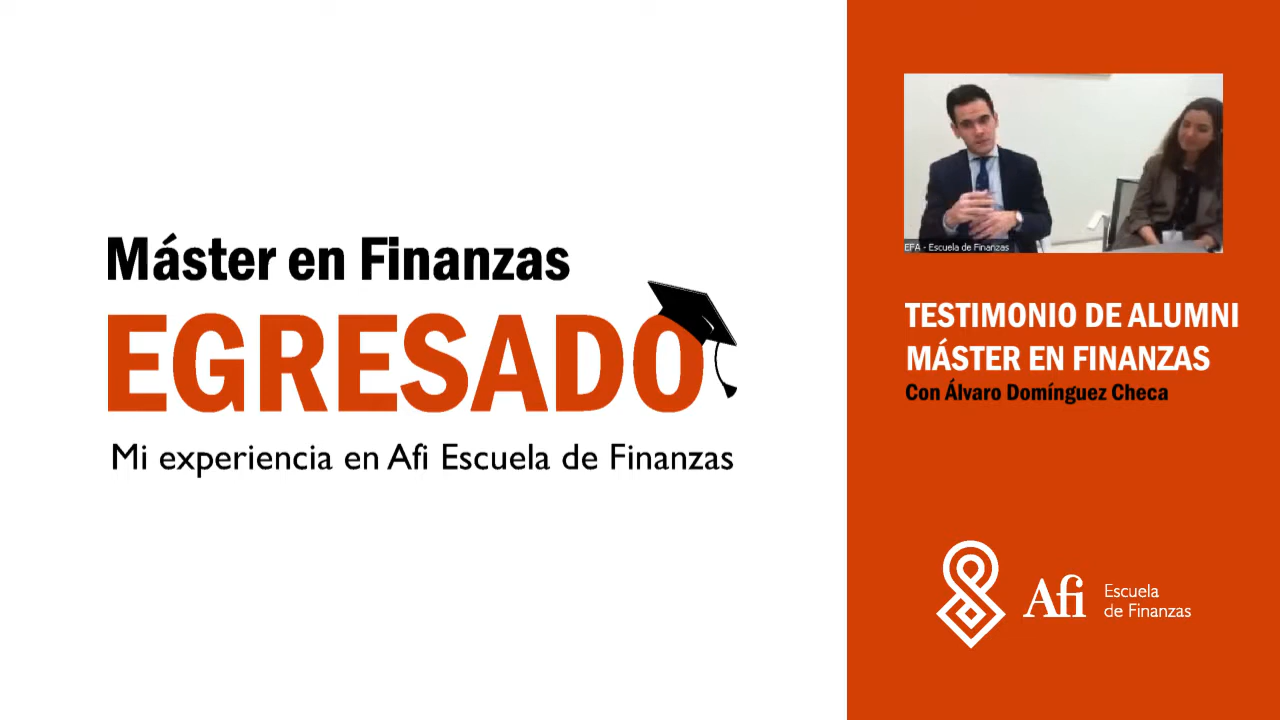 Máster en Finanzas
EGRESADO
Mi experiencia en Afi Escuela de Finanzas
EFA - Escuela de Finanzas
TESTIMONIO DE ALUMNI
MÁSTER EN FINANZAS
Con Álvaro Domínguez Checa
Afi
Escuela
de Finanzas